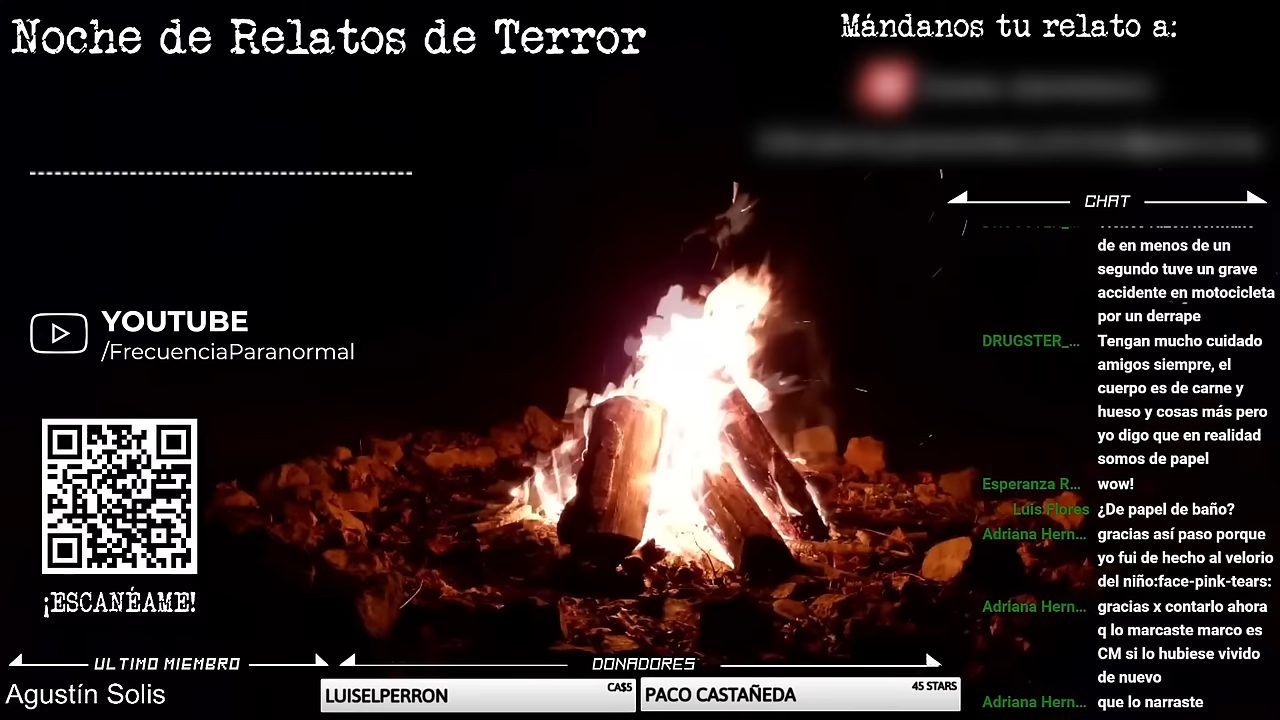 Noche de Relatos de Terror
Mándanos tu relato a:
CHAT
de en menos de un
segundo tuve un grave
accidente en motocicleta
por un derrape
DRUGSTER_... Tengan mucho cuidado
amigos siempre, el
cuerpo es de carne y
hueso y cosas más pero
yo digo que en realidad
somos de papel
Esperanza R... wow!
Luis Flores ¿De papel de baño?
Adriana Hern... gracias así paso porque
yo fui de hecho al velorio
del niño:face-pink-tears:
Adriana Hern... gracias x contarlo ahora
q lo marcaste marco es
CM si lo hubiese vivido
de nuevo
Adriana Hern... que lo narraste
YOUTUBE
/FrecuenciaParanormal
¡ESCANÉAME!
ULTIMO MIEMBRO
Agustín Solis
DONADORES
LUISELPERRON CA$5
PACO CASTAÑEDA 45 STARS